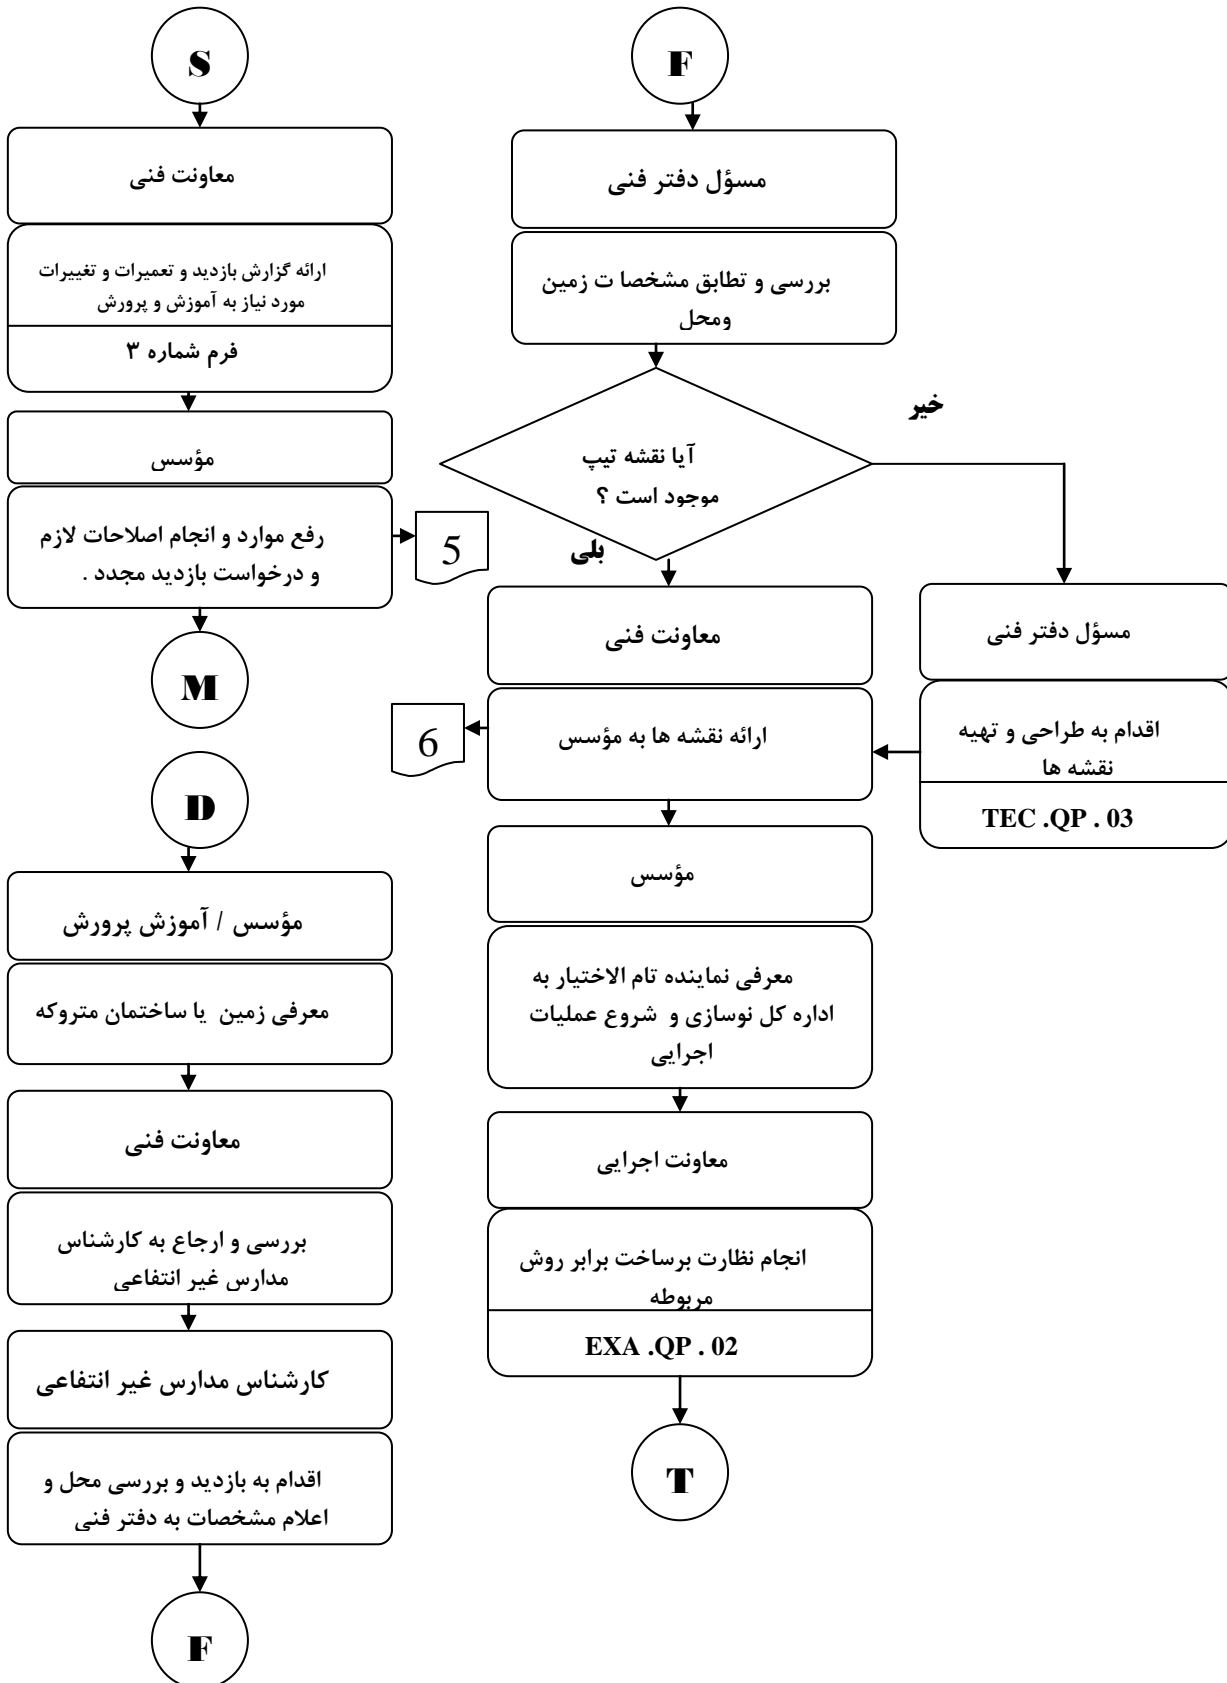 S
معاونت فنی
ارائه گزارش بازدید و تعمیرات و تغییرات
مورد نیاز به آموزش و پرورش
فرم شماره ۳
مؤسس
رفع موارد و انجام اصلاحات لازم
و درخواست بازدید مجدد .
5
M
D
مؤسس / آموزش پرورش
معرفی زمین یا ساختمان متروکه
معاونت فنی
بررسی و ارجاع به کارشناس
مدارس غیر انتفاعی
کارشناس مدارس غیر انتفاعی
اقدام به بازدید و بررسی محل و
اعلام مشخصات به دفتر فنی
F
F
مسؤل دفتر فنی
بررسی و تطابق مشخصا ت زمین
ومحل
آیا نقشه تیپ
موجود است ؟
خیر
بلی
معاونت فنی
ارائه نقشه ها به مؤسس
6
مسؤل دفتر فنی
اقدام به طراحی و تهیه
نقشه ها
TEC .QP . 03
مؤسس
معرفی نماینده تام الاختیار به
اداره کل نوسازی و شروع عملیات
اجرایی
معاونت اجرایی
انجام نظارت برساخت برابر روش
مربوطه
EXA .QP . 02
T